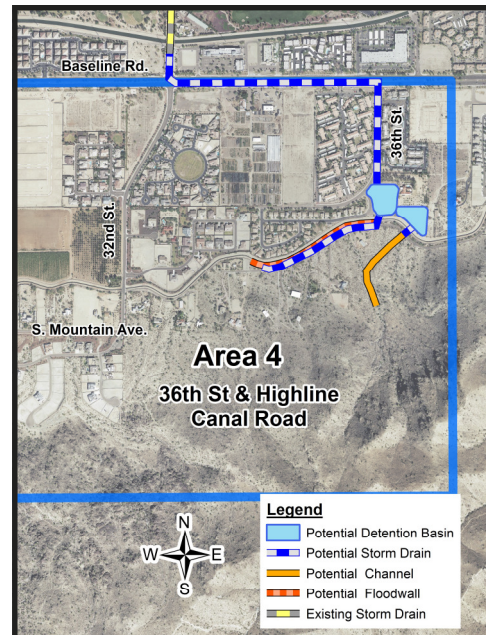 Baseline Rd.
36th St.
32nd St.
S. Mountain Ave.
Area 4
36th St & Highline
Canal Road
N
W E
S
Legend
Potential Detention Basin
Potential Storm Drain
Potential Channel
Potential Floodwall
Existing Storm Drain